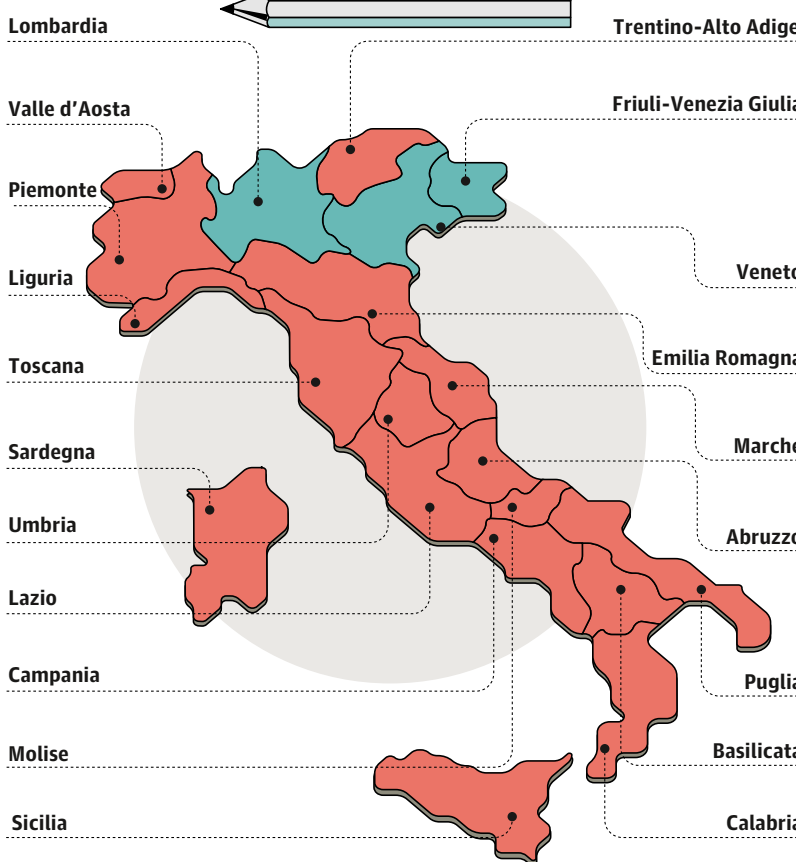 Lombardia
Trentino-Alto Adige
Valle d'Aosta
Friuli-Venezia Giulia
Piemonte
Veneto
Liguria
Emilia Romagna
Toscana
Marche
Sardegna
Umbria
Abruzzo
Lazio
Campania
Puglia
Molise
Basilicata
Sicilia
Calabria